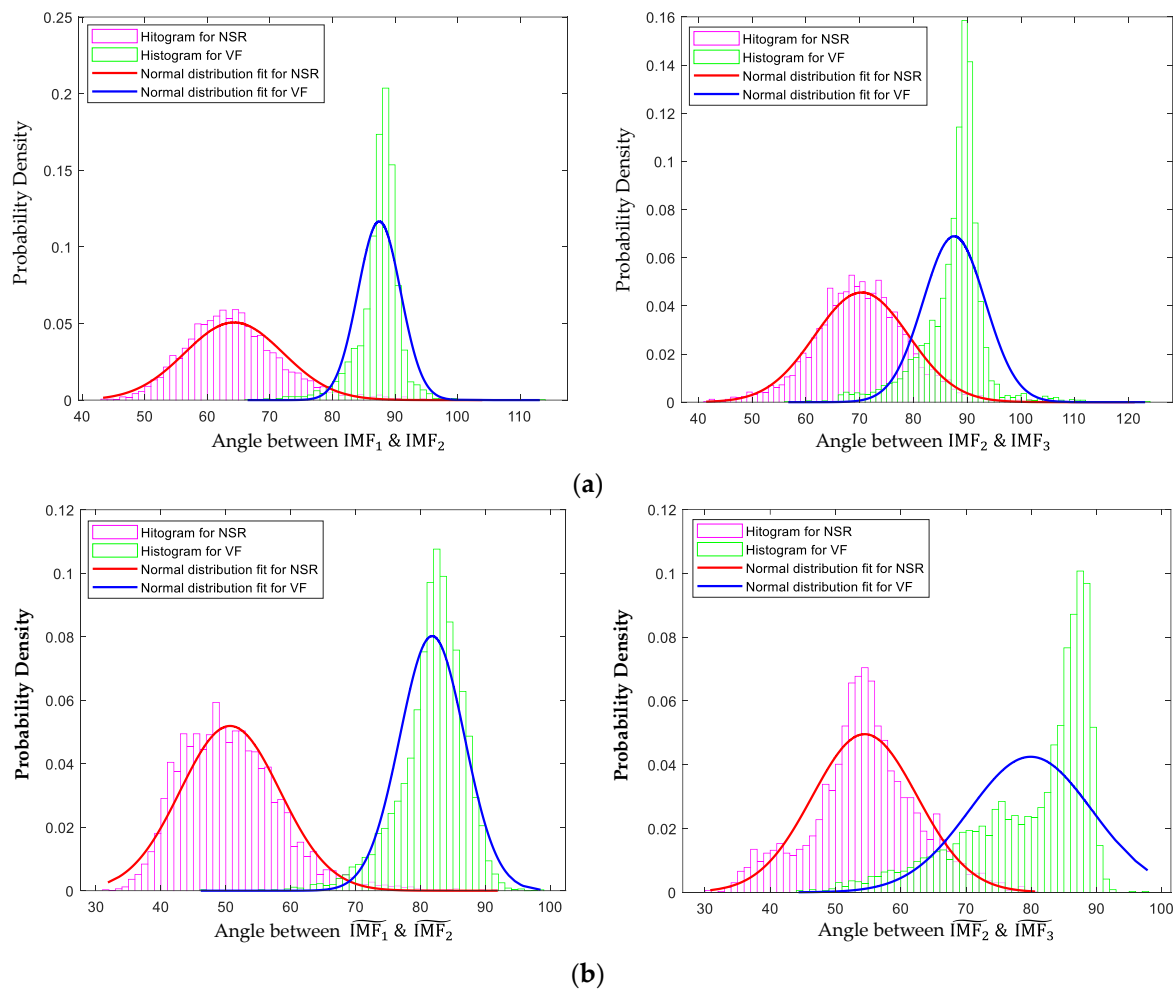 0.25
0.2
0.15
0.1
0.05
0
Probability Density
Hitogram for NSR
Histogram for VF
Normal distribution fit for NSR
Normal distribution fit for VF
40 50 60 70 80 90 100 110
Angle between IMF₁ & IMF₂
0.16
0.14
0.12
0.1
0.08
0.06
0.04
0.02
0
Probability Density
Hitogram for NSR
Histogram for VF
Normal distribution fit for NSR
Normal distribution fit for VF
40 50 60 70 80 90 100 110 120
Angle between IMF₂ & IMF₃
(a)
0.12
0.1
0.08
0.06
0.04
0.02
0
Probability Density
Hitogram for NSR
Histogram for VF
Normal distribution fit for NSR
Normal distribution fit for VF
30 40 50 60 70 80 90 100
Angle between I͠MF₁ & I͠MF₂
0.12
0.1
0.08
0.06
0.04
0.02
0
Probability Density
Hitogram for NSR
Histogram for VF
Normal distribution fit for NSR
Normal distribution fit for VF
30 40 50 60 70 80 90 100
Angle between I͠MF₂ & I͠MF₃
(b)